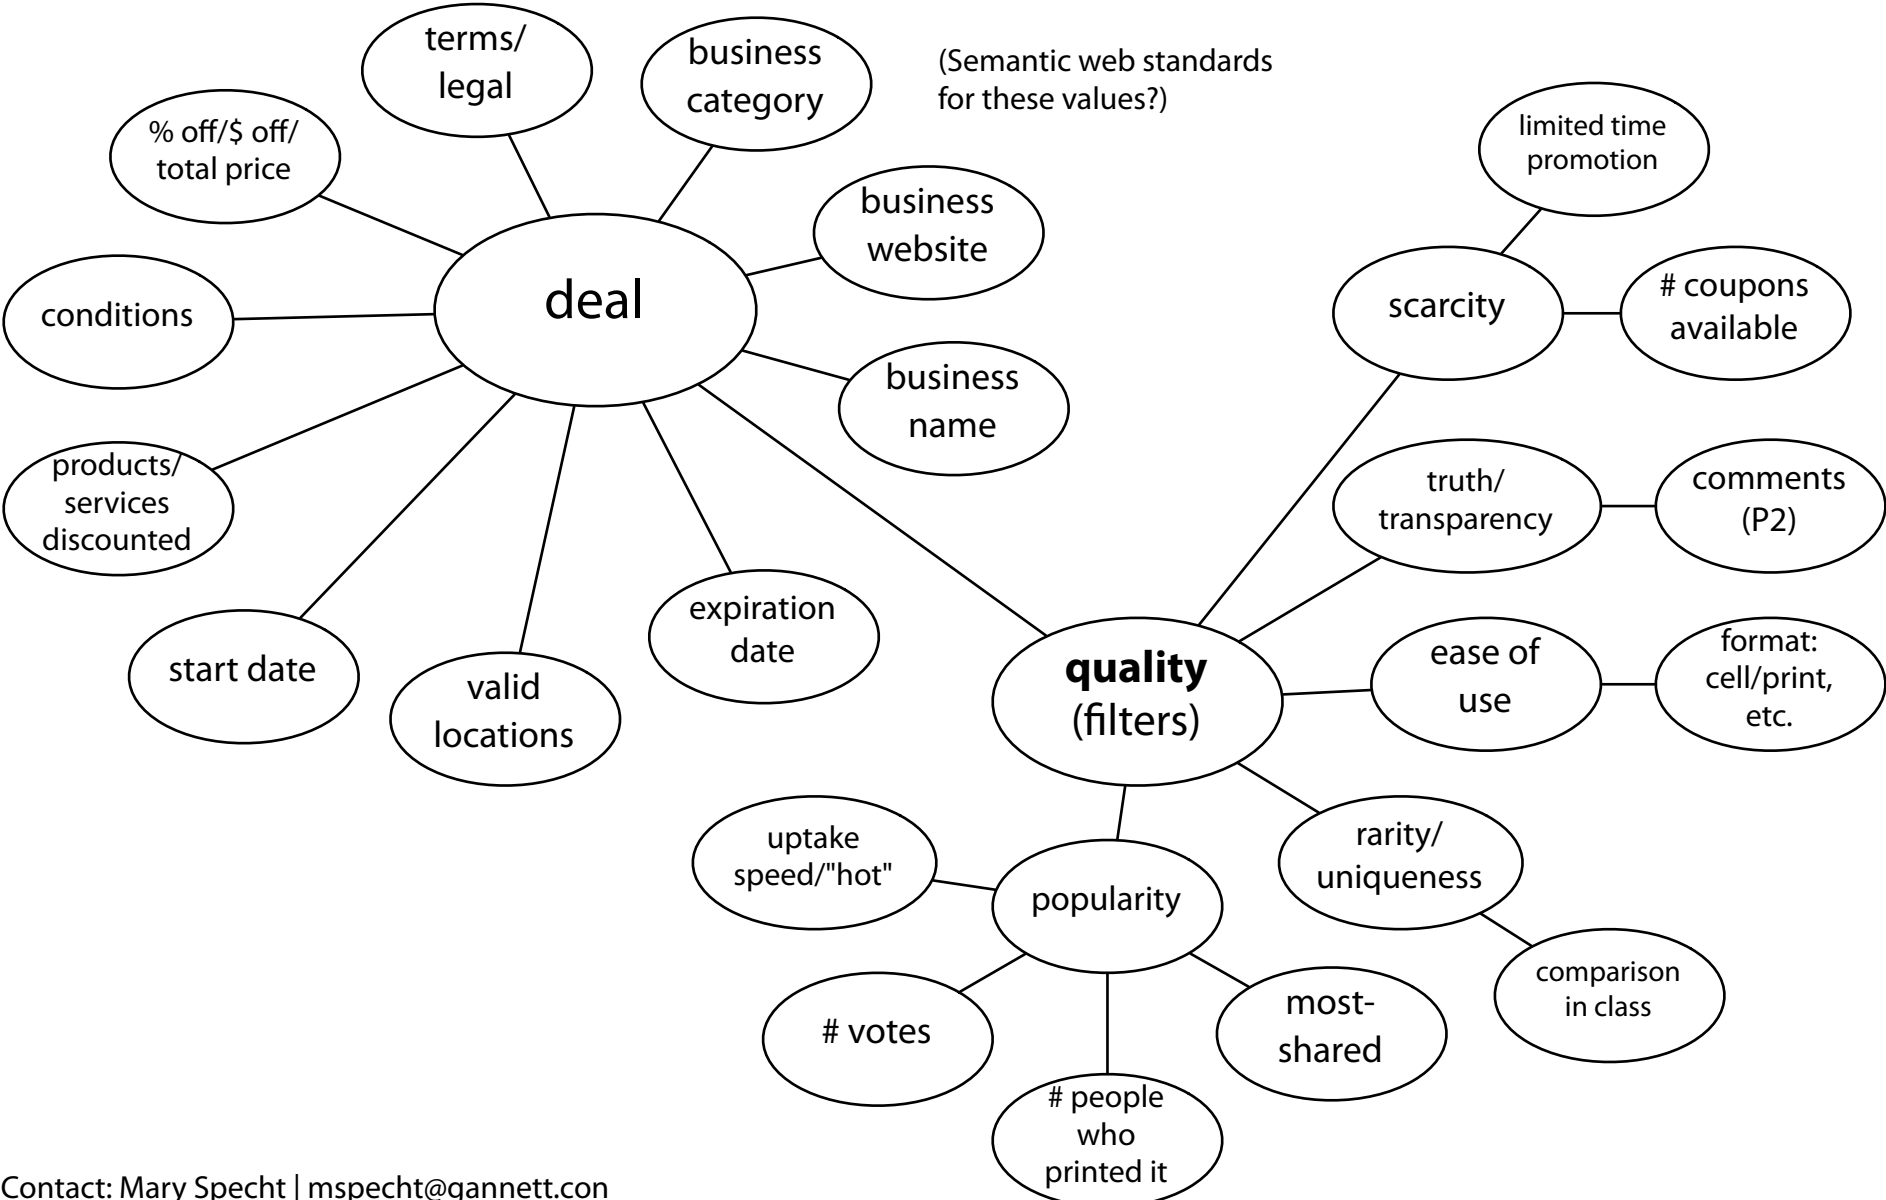 terms/
legal
business
category
(Semantic web standards
for these values?)
% off/$ off/
total price
limited time
promotion
business
website
deal
conditions
scarcity
# coupons
available
business
name
products/
services
discounted
truth/
transparency
comments
(P2)
expiration
date
start date
valid
locations
quality
(filters)
ease of
use
format:
cell/print,
etc.
uptake
speed/"hot"
popularity
rarity/
uniqueness
comparison
in class
# votes
most-
shared
# people
who
printed it
Contact: Mary Specht | mspecht@gannett.con